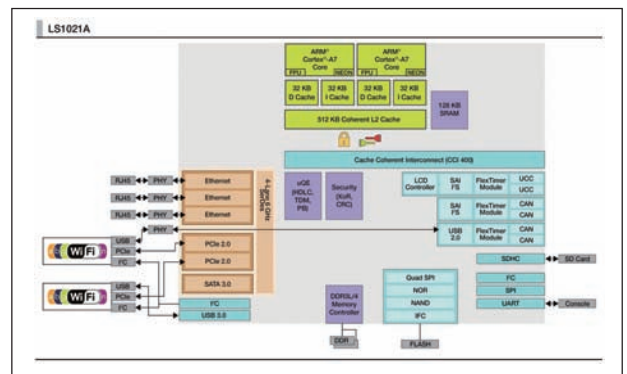 LS1021A
ARM® Cortex®-A7 Core
FPU NEON
ARM® Cortex®-A7 Core
FPU NEON
32 KB D Cache
32 KB I Cache
32 KB D Cache
32 KB I Cache
128 KB SRAM
512 KB Coherent L2 Cache
Cache Coherent Interconnect (CCI 400)
RJ45 PHY Ethernet
RJ45 PHY Ethernet
RJ45 PHY Ethernet
PHY
4-Lane 6 GHz SerDes
uQE (HDLC, TDM, PB)
Security (XoR, CRC)
LCD Controller
SAI I²S
FlexTimer Module
UCC
UCC
SAI I²S
FlexTimer Module
CAN
CAN
USB 2.0
FlexTimer Module
CAN
CAN
WiFi
USB
PCIe
I²C
PCIe 2.0
PCIe 2.0
SATA 3.0
WiFi
USB
PCIe
I²C
I²C
USB 3.0
DDR3L/4 Memory Controller
DDR
Quad SPI
NOR
NAND
IFC
FLASH
SDHC SD Card
I²C
SPI
UART Console